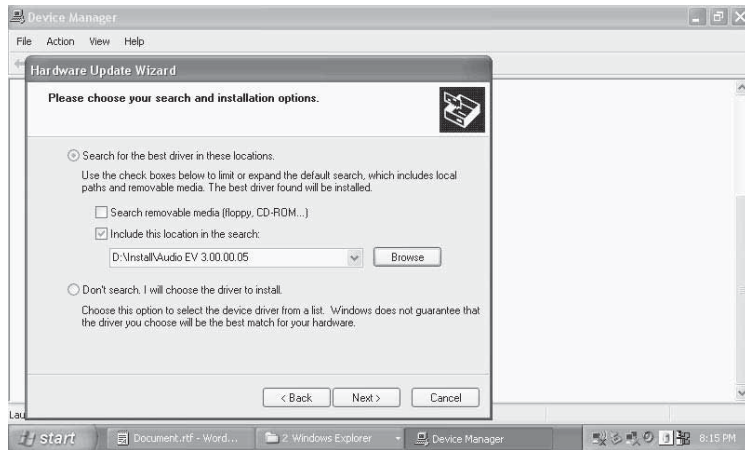 Device Manager
File Action View Help
Hardware Update Wizard
Please choose your search and installation options.
Search for the best driver in these locations.
Use the check boxes below to limit or expand the default search, which includes local
paths and removable media. The best driver found will be installed.
Search removable media (floppy, CD-ROM...)
Include this location in the search:
D:\Install\Audio EV 3.00.00.05
Browse
Don't search. I will choose the driver to install.
Choose this option to select the device driver from a list. Windows does not guarantee that
the driver you choose will be the best match for your hardware.
< Back Next > Cancel
Lau
start Document.rtf - Word... 2 Windows Explorer Device Manager 8:15 PM